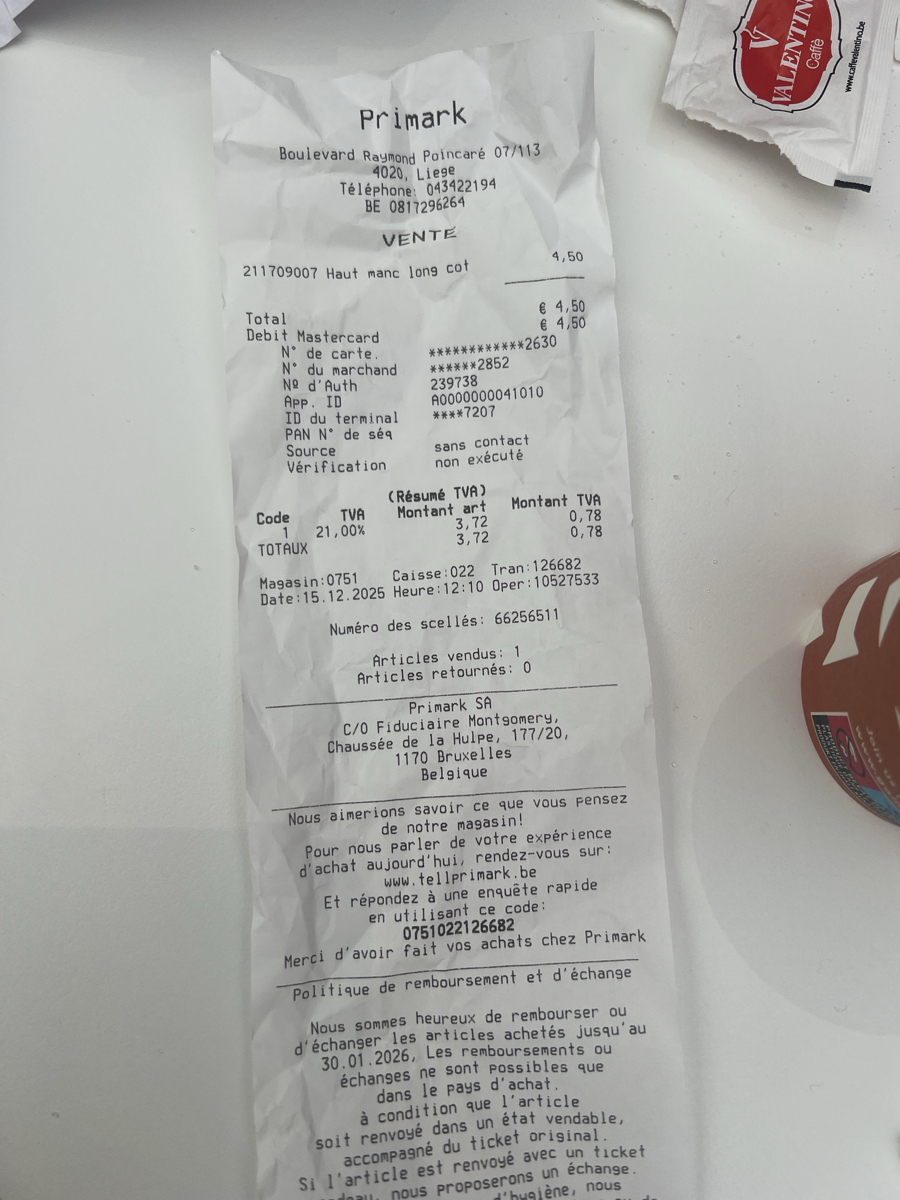 Primark
Boulevard Raymond Poincaré 07/113
4020, Liege
Téléphone: 043422194
BE 0817296264
VENTE
211709007 Haut manc long cot 4,50
Total € 4,50
Debit Mastercard € 4,50
N° de carte. ************2630
N° du marchand ******2852
Nº d'Auth 239738
App. ID A0000000041010
ID du terminal ****7207
PAN N° de séq
Source sans contact
Vérification non exécuté
(Résumé TVA)
Code TVA Montant art Montant TVA
1 21,00% 3,72 0,78
TOTAUX 3,72 0,78
Magasin:0751 Caisse:022 Tran:126682
Date:15.12.2025 Heure:12:10 Oper:10527533
Numéro des scellés: 66256511
Articles vendus: 1
Articles retournés: 0
Primark SA
C/O Fiduciaire Montgomery,
Chaussée de la Hulpe, 177/20,
1170 Bruxelles
Belgique
Nous aimerions savoir ce que vous pensez
de notre magasin!
Pour nous parler de votre expérience
d'achat aujourd'hui, rendez-vous sur:
www.tellprimark.be
Et répondez à une enquête rapide
en utilisant ce code:
0751022126682
Merci d'avoir fait vos achats chez Primark
Politique de remboursement et d'échange
Nous sommes heureux de rembourser ou
d'échanger les articles achetés jusqu'au
30.01.2026, Les remboursements ou
échanges ne sont possibles que
dans le pays d'achat.
à condition que l'article
soit renvoyé dans un état vendable,
accompagné du ticket original.
Si l'article est renvoyé avec un ticket
nous proposerons un échange.
d'hygiène, nous
V
VALENTINO
Caffè
www.caffevalentino.be
Join us